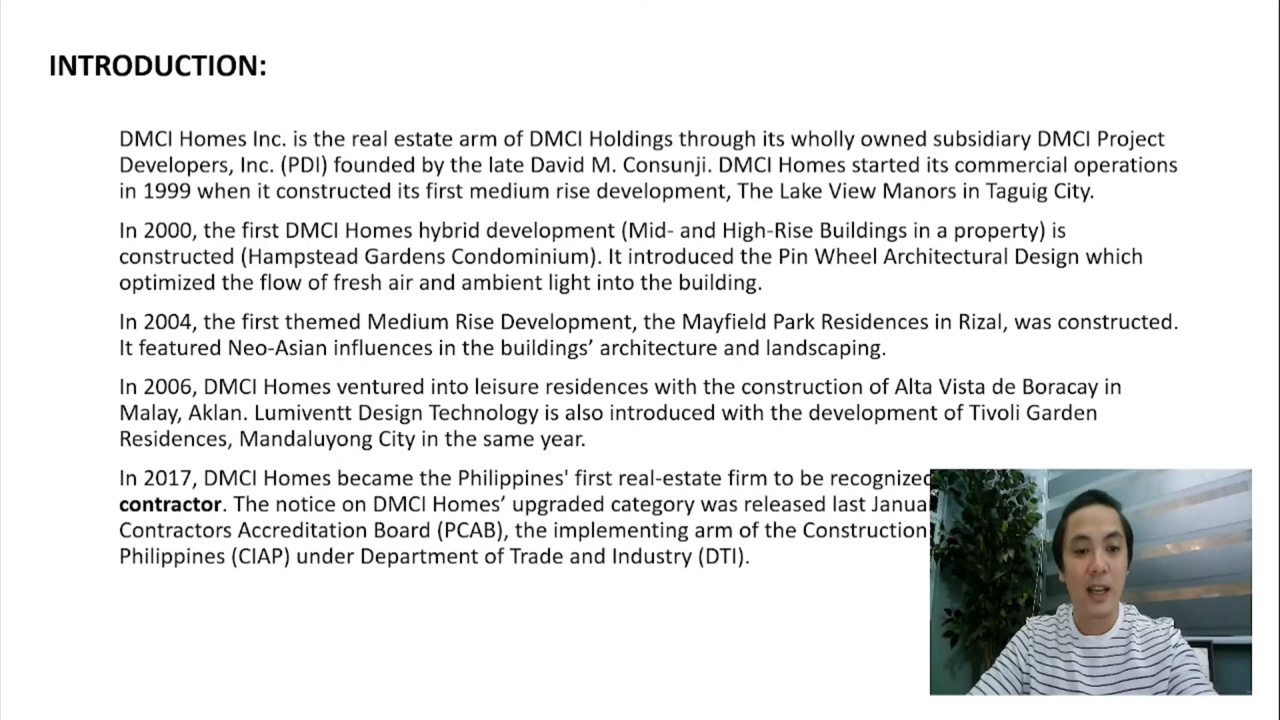 INTRODUCTION:
DMCI Homes Inc. is the real estate arm of DMCI Holdings through its wholly owned subsidiary DMCI Project
Developers, Inc. (PDI) founded by the late David M. Consunji. DMCI Homes started its commercial operations
in 1999 when it constructed its first medium rise development, The Lake View Manors in Taguig City.
In 2000, the first DMCI Homes hybrid development (Mid- and High-Rise Buildings in a property) is
constructed (Hampstead Gardens Condominium). It introduced the Pin Wheel Architectural Design which
optimized the flow of fresh air and ambient light into the building.
In 2004, the first themed Medium Rise Development, the Mayfield Park Residences in Rizal, was constructed.
It featured Neo-Asian influences in the buildings’ architecture and landscaping.
In 2006, DMCI Homes ventured into leisure residences with the construction of Alta Vista de Boracay in
Malay, Aklan. Lumiventt Design Technology is also introduced with the development of Tivoli Garden
Residences, Mandaluyong City in the same year.
In 2017, DMCI Homes became the Philippines' first real-estate firm to be recognized
contractor. The notice on DMCI Homes’ upgraded category was released last
Contractors Accreditation Board (PCAB), the implementing arm of the Construction
Philippines (CIAP) under Department of Trade and Industry (DTI).